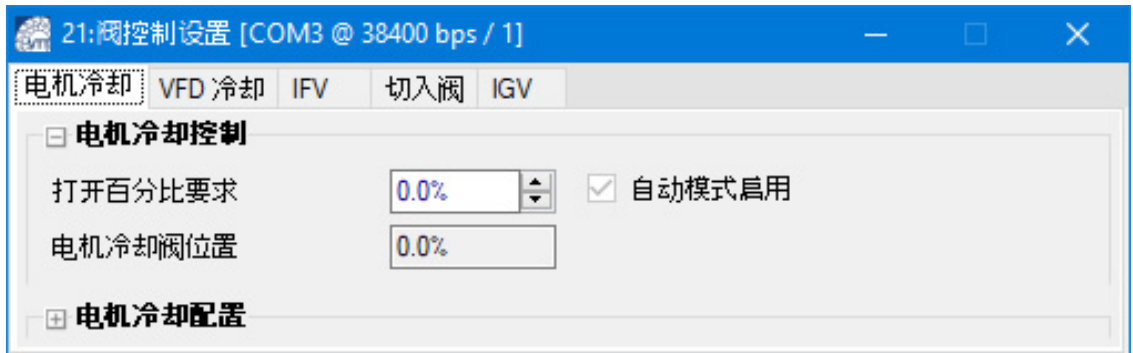 21:阀控制设置 [COM3 @ 38400 bps / 1]
电机冷却 VFD 冷却 IFV 切入阀 IGV
电机冷却控制
打开百分比要求 0.0% 自动模式启用
电机冷却阀位置 0.0%
电机冷却配置